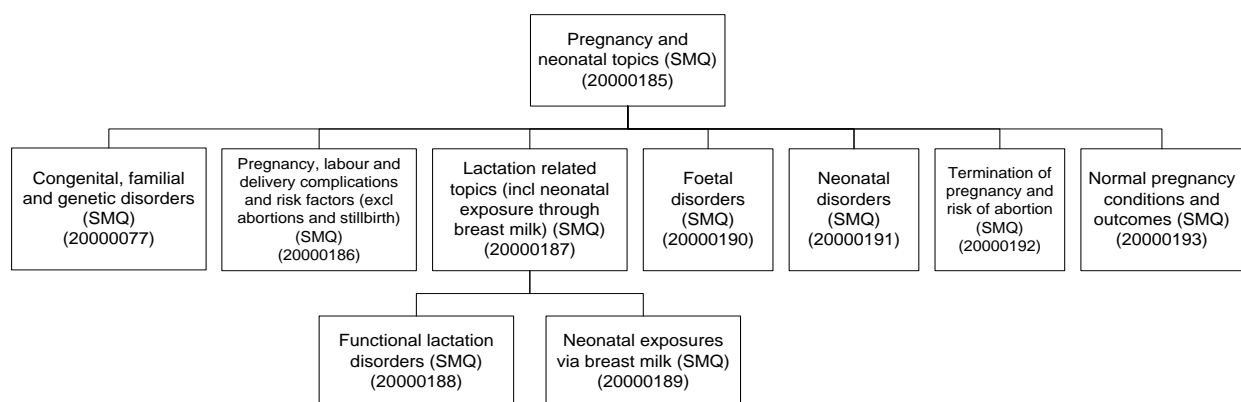 Pregnancy and
neonatal topics (SMQ)
(20000185)
Congenital, familial
and genetic disorders
(SMQ)
(20000077)
Pregnancy, labour and
delivery complications
and risk factors (excl
abortions and stillbirth)
(SMQ)
(20000186)
Lactation related
topics (incl neonatal
exposure through
breast milk) (SMQ)
(20000187)
Foetal
disorders
(SMQ)
(20000190)
Neonatal
disorders
(SMQ)
(20000191)
Termination of
pregnancy and
risk of abortion
(SMQ)
(20000192)
Normal pregnancy
conditions and
outcomes (SMQ)
(20000193)
Functional lactation
disorders (SMQ)
(20000188)
Neonatal exposures
via breast milk (SMQ)
(20000189)